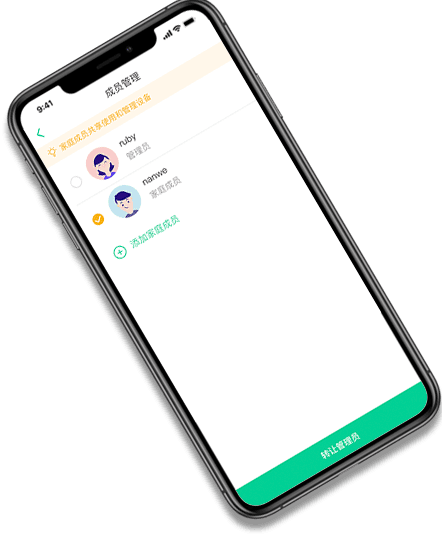 9:41
成员管理
家庭成员共享使用和管理设备
ruby
管理员
nanwe
家庭成员
添加家庭成员
转让管理员